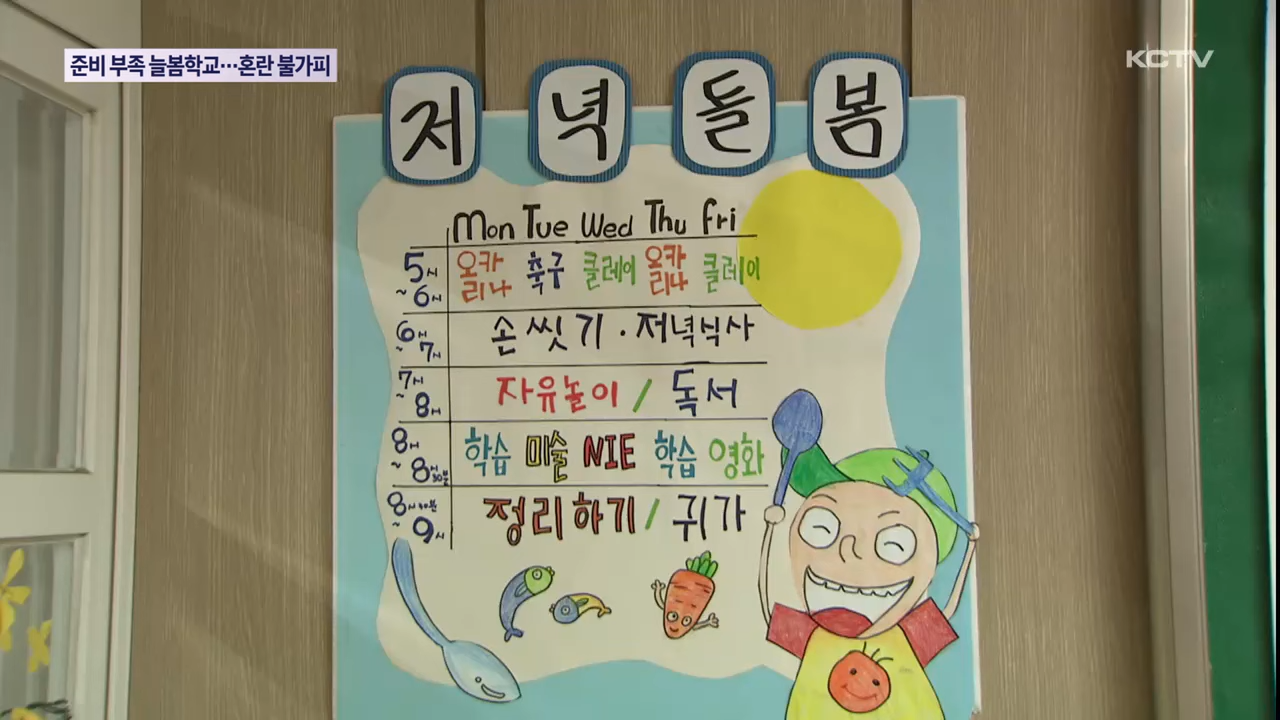 준비 부족 늘봄학교…혼란 불가피
KCTV
저녁돌봄
Mon Tue Wed Thu Fri
5시~6시 오카리나 축구 클레이 오카리나 클레이
6시~7시 손 씻기 · 저녁식사
7시~8시 자유놀이 / 독서
8시~8시30분 학습 미술 NIE 학습 영화
8시30분~9시 정리하기 / 귀가